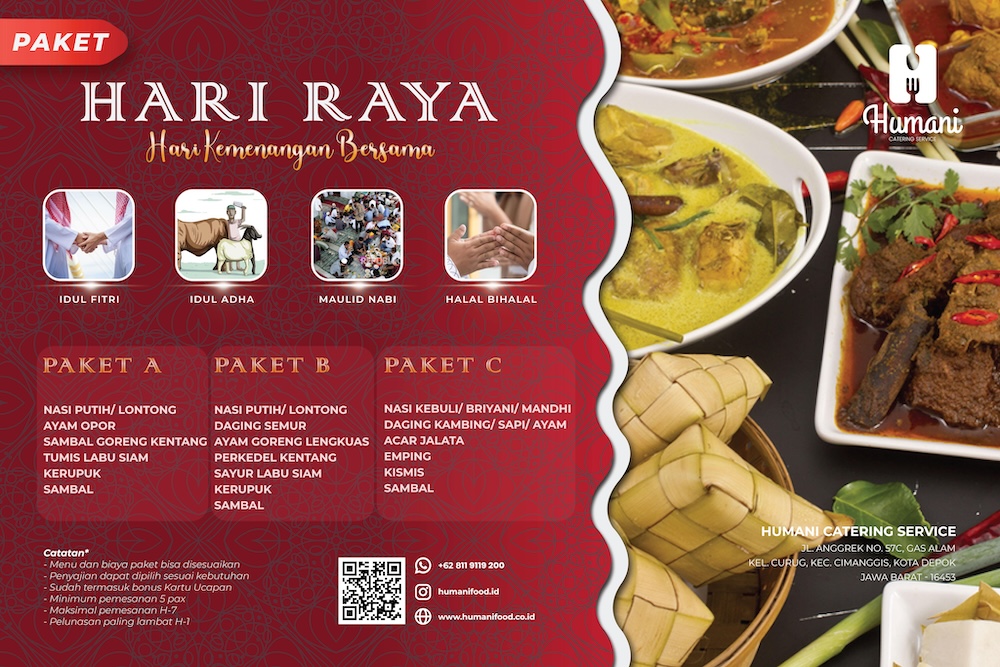 PAKET
HARI RAYA
Hari Kemenangan Bersama
IDUL FITRI
IDUL ADHA
MAULID NABI
HALAL BIHALAL
PAKET A
NASI PUTIH/ LONTONG
AYAM OPOR
SAMBAL GORENG KENTANG
TUMIS LABU SIAM
KERUPUK
SAMBAL
PAKET B
NASI PUTIH/ LONTONG
DAGING SEMUR
AYAM GORENG LENGKUAS
PERKEDEL KENTANG
SAYUR LABU SIAM
KERUPUK
SAMBAL
PAKET C
NASI KEBULI/ BRIYANI/ MANDHI
DAGING KAMBING/ SAPI/ AYAM
ACAR JALATA
EMPING
KISMIS
SAMBAL
Catatan*
- Menu dan biaya paket bisa disesuaikan
- Penyajian dapat dipilih sesuai kebutuhan
- Sudah termasuk bonus Kartu Ucapan
- Minimum pemesanan 5 pax
- Maksimal pemesanan H-7
- Pelunasan paling lambat H-1
+62 811 9119 200
humanifood.id
www.humanifood.co.id
Humani
CATERING SERVICE
HUMANI CATERING SERVICE
JL. ANGGREK NO. 57C, GAS ALAM
KEL. CURUG, KEC. CIMANGGIS, KOTA DEPOK
JAWA BARAT - 16453